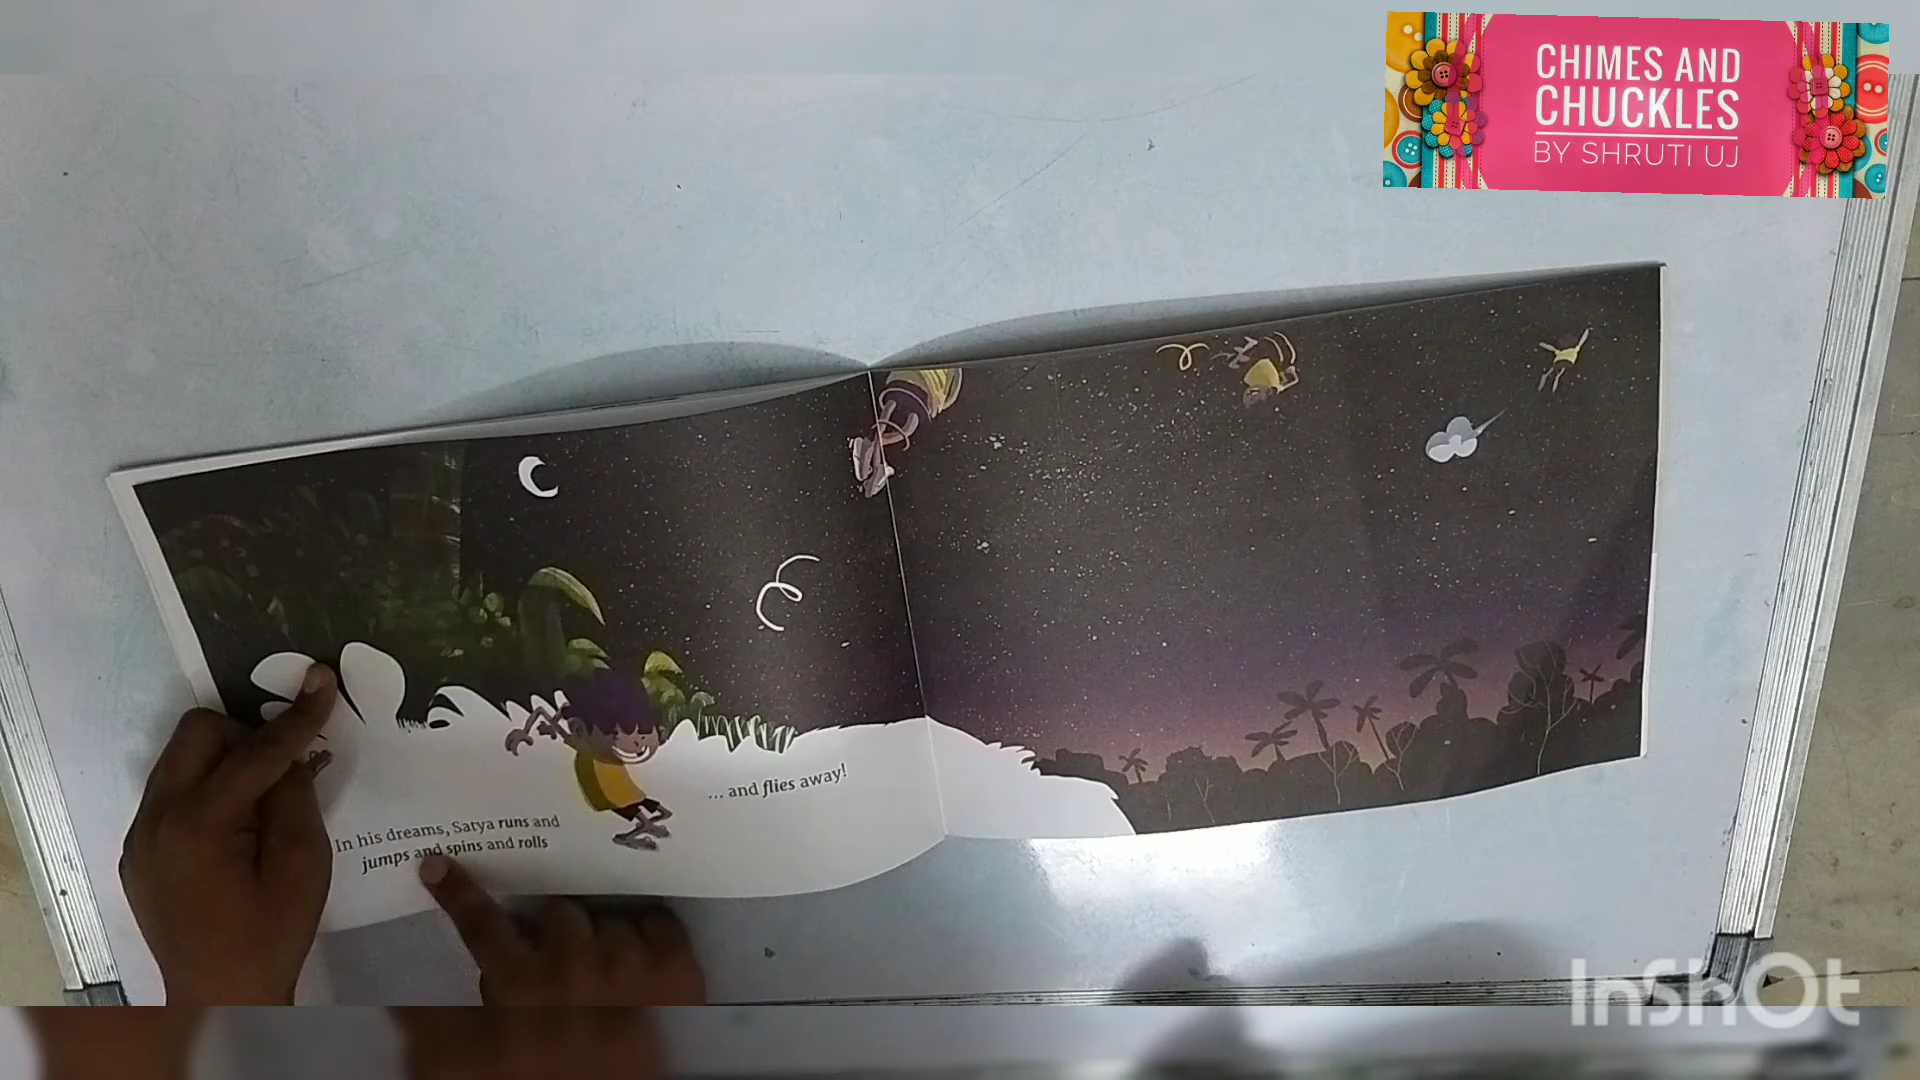 CHIMES AND
CHUCKLES
BY SHRUTI UJ
In his dreams, Satya runs and
jumps and spins and rolls
... and flies away!
InShOt